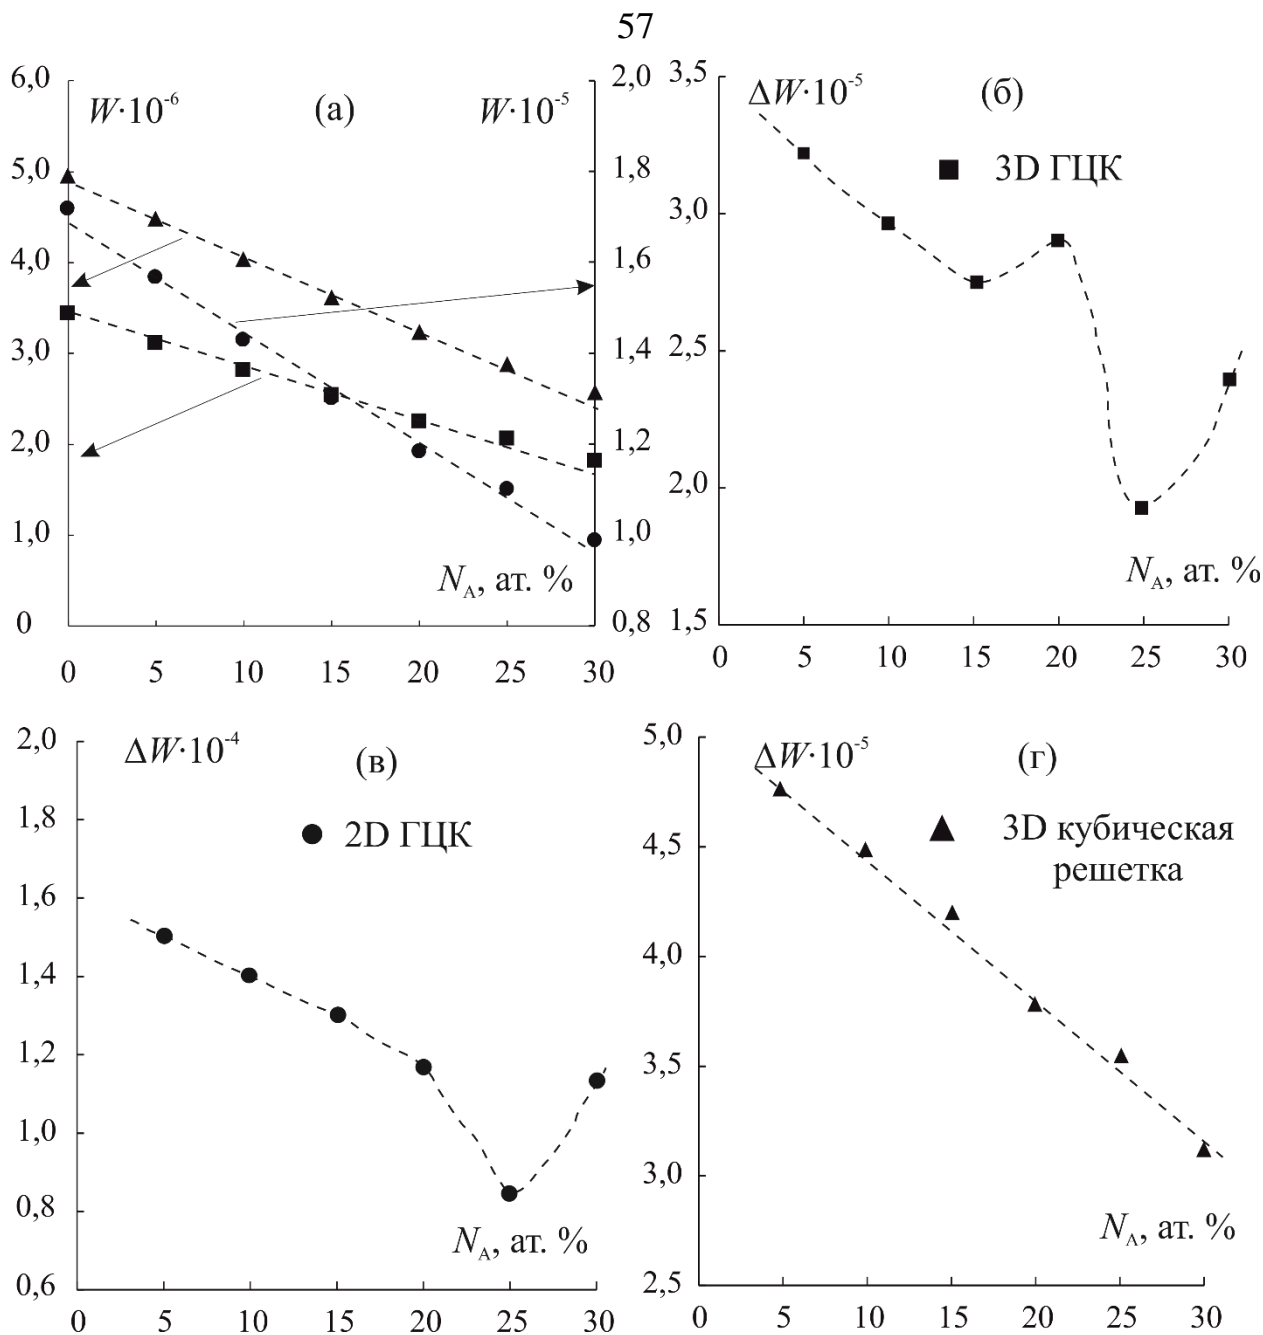 57
6,0
5,0
4,0
3,0
2,0
1,0
0
W·10⁻⁶
(а)
W·10⁻⁵
2,0
1,8
1,6
1,4
1,2
1,0
0,8
N_A, ат. %
0 5 10 15 20 25 30
3,5
3,0
2,5
2,0
1,5
ΔW·10⁻⁵
(б)
3D ГЦК
N_A, ат. %
0 5 10 15 20 25 30
2,0
1,8
1,6
1,4
1,2
1,0
0,8
0,6
ΔW·10⁻⁴
(в)
2D ГЦК
N_A, ат. %
0 5 10 15 20 25 30
5,0
4,5
4,0
3,5
3,0
2,5
ΔW·10⁻⁵
(г)
3D кубическая
решетка
N_A, ат. %
0 5 10 15 20 25 30